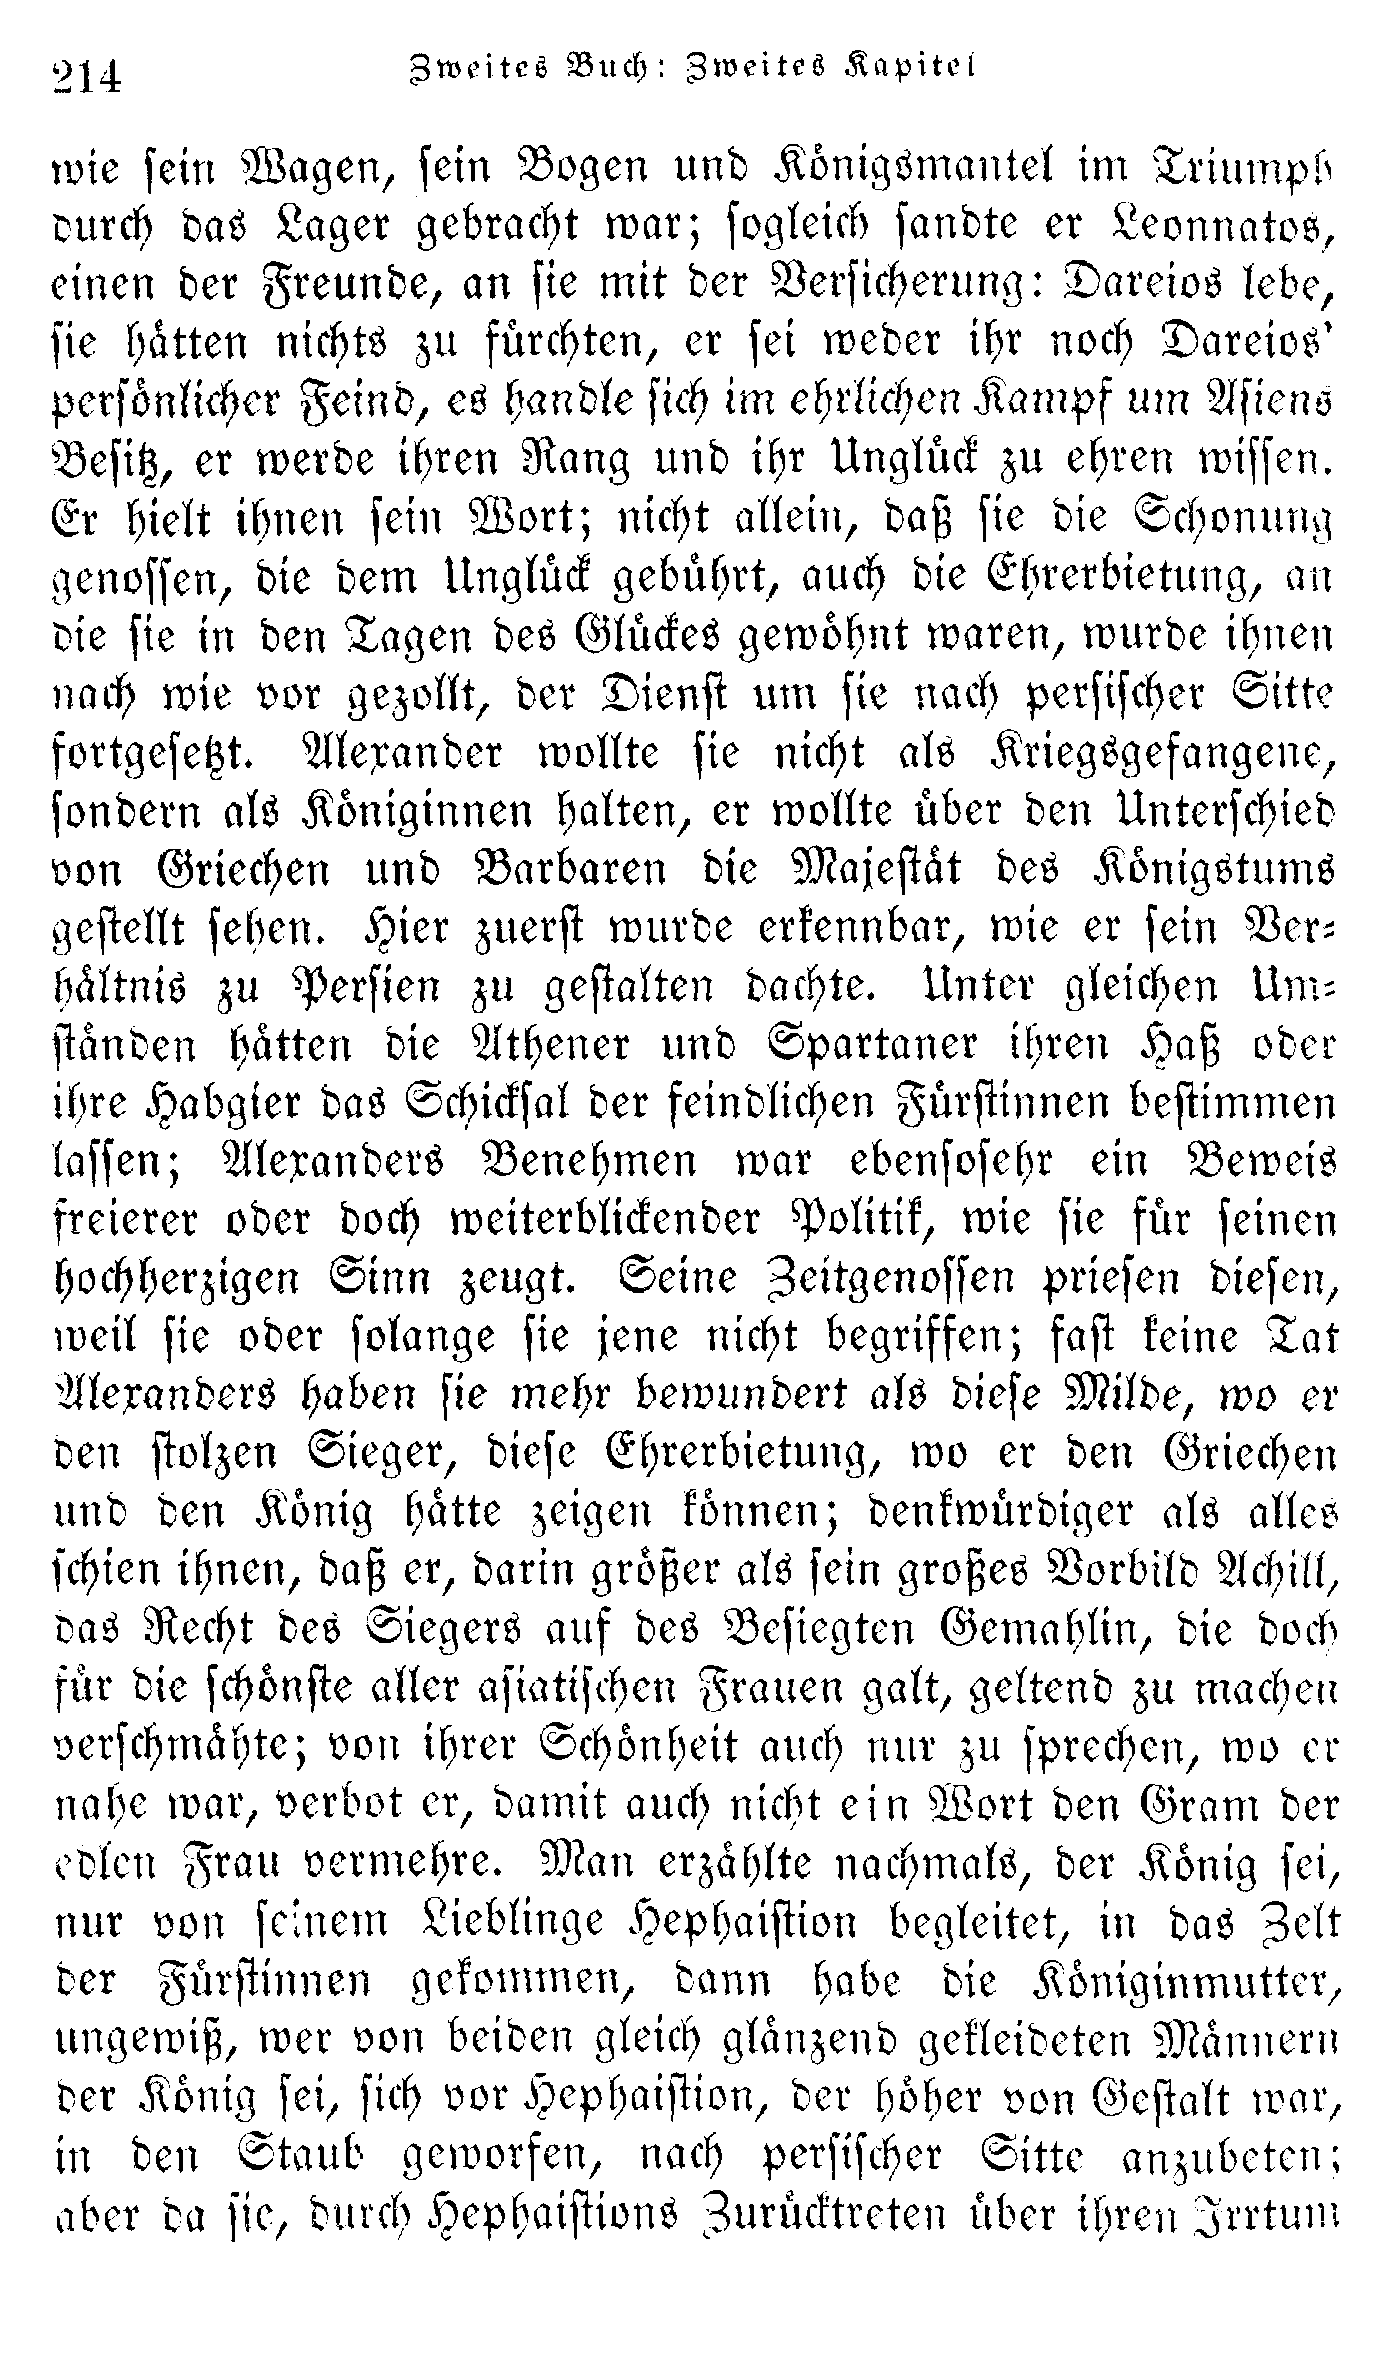 214
Zweites Buch: Zweites Kapitel
wie sein Wagen, sein Bogen und Königsmantel im Triumph
durch das Lager gebracht war; sogleich sandte er Leonnatos,
einen der Freunde, an sie mit der Versicherung: Dareios lebe,
sie hätten nichts zu fürchten, er sei weder ihr noch Dareios'
persönlicher Feind, es handle sich im ehrlichen Kampf um Asiens
Besitz, er werde ihren Rang und ihr Unglück zu ehren wissen.
Er hielt ihnen sein Wort; nicht allein, daß sie die Schonung
genossen, die dem Unglück gebührt, auch die Ehrerbietung, an
die sie in den Tagen des Glückes gewöhnt waren, wurde ihnen
nach wie vor gezollt, der Dienst um sie nach persischer Sitte
fortgesetzt. Alexander wollte sie nicht als Kriegsgefangene,
sondern als Königinnen halten, er wollte über den Unterschied
von Griechen und Barbaren die Majestät des Königstums
gestellt sehen. Hier zuerst wurde erkennbar, wie er sein Ver-
hältnis zu Persien zu gestalten dachte. Unter gleichen Um-
ständen hätten die Athener und Spartaner ihren Haß oder
ihre Habgier das Schicksal der feindlichen Fürstinnen bestimmen
lassen; Alexanders Benehmen war ebensosehr ein Beweis
freierer oder doch weiterblickender Politik, wie sie für seinen
hochherzigen Sinn zeugt. Seine Zeitgenossen priesen diesen,
weil sie oder solange sie jene nicht begriffen; fast keine Tat
Alexanders haben sie mehr bewundert als diese Milde, wo er
den stolzen Sieger, diese Ehrerbietung, wo er den Griechen
und den König hätte zeigen können; denkwürdiger als alles
schien ihnen, daß er, darin größer als sein großes Vorbild Achill,
das Recht des Siegers auf des Besiegten Gemahlin, die doch
für die schönste aller asiatischen Frauen galt, geltend zu machen
verschmähte; von ihrer Schönheit auch nur zu sprechen, wo er
nahe war, verbot er, damit auch nicht ein Wort den Gram der
edlen Frau vermehre. Man erzählte nachmals, der König sei,
nur von seinem Lieblinge Hephaistion begleitet, in das Zelt
der Fürstinnen gekommen, dann habe die Königinmutter,
ungewiß, wer von beiden gleich glänzend gekleideten Männern
der König sei, sich vor Hephaistion, der höher von Gestalt war,
in den Staub geworfen, nach persischer Sitte anzubeten;
aber da sie, durch Hephaistions Zurücktreten über ihren Irrtum